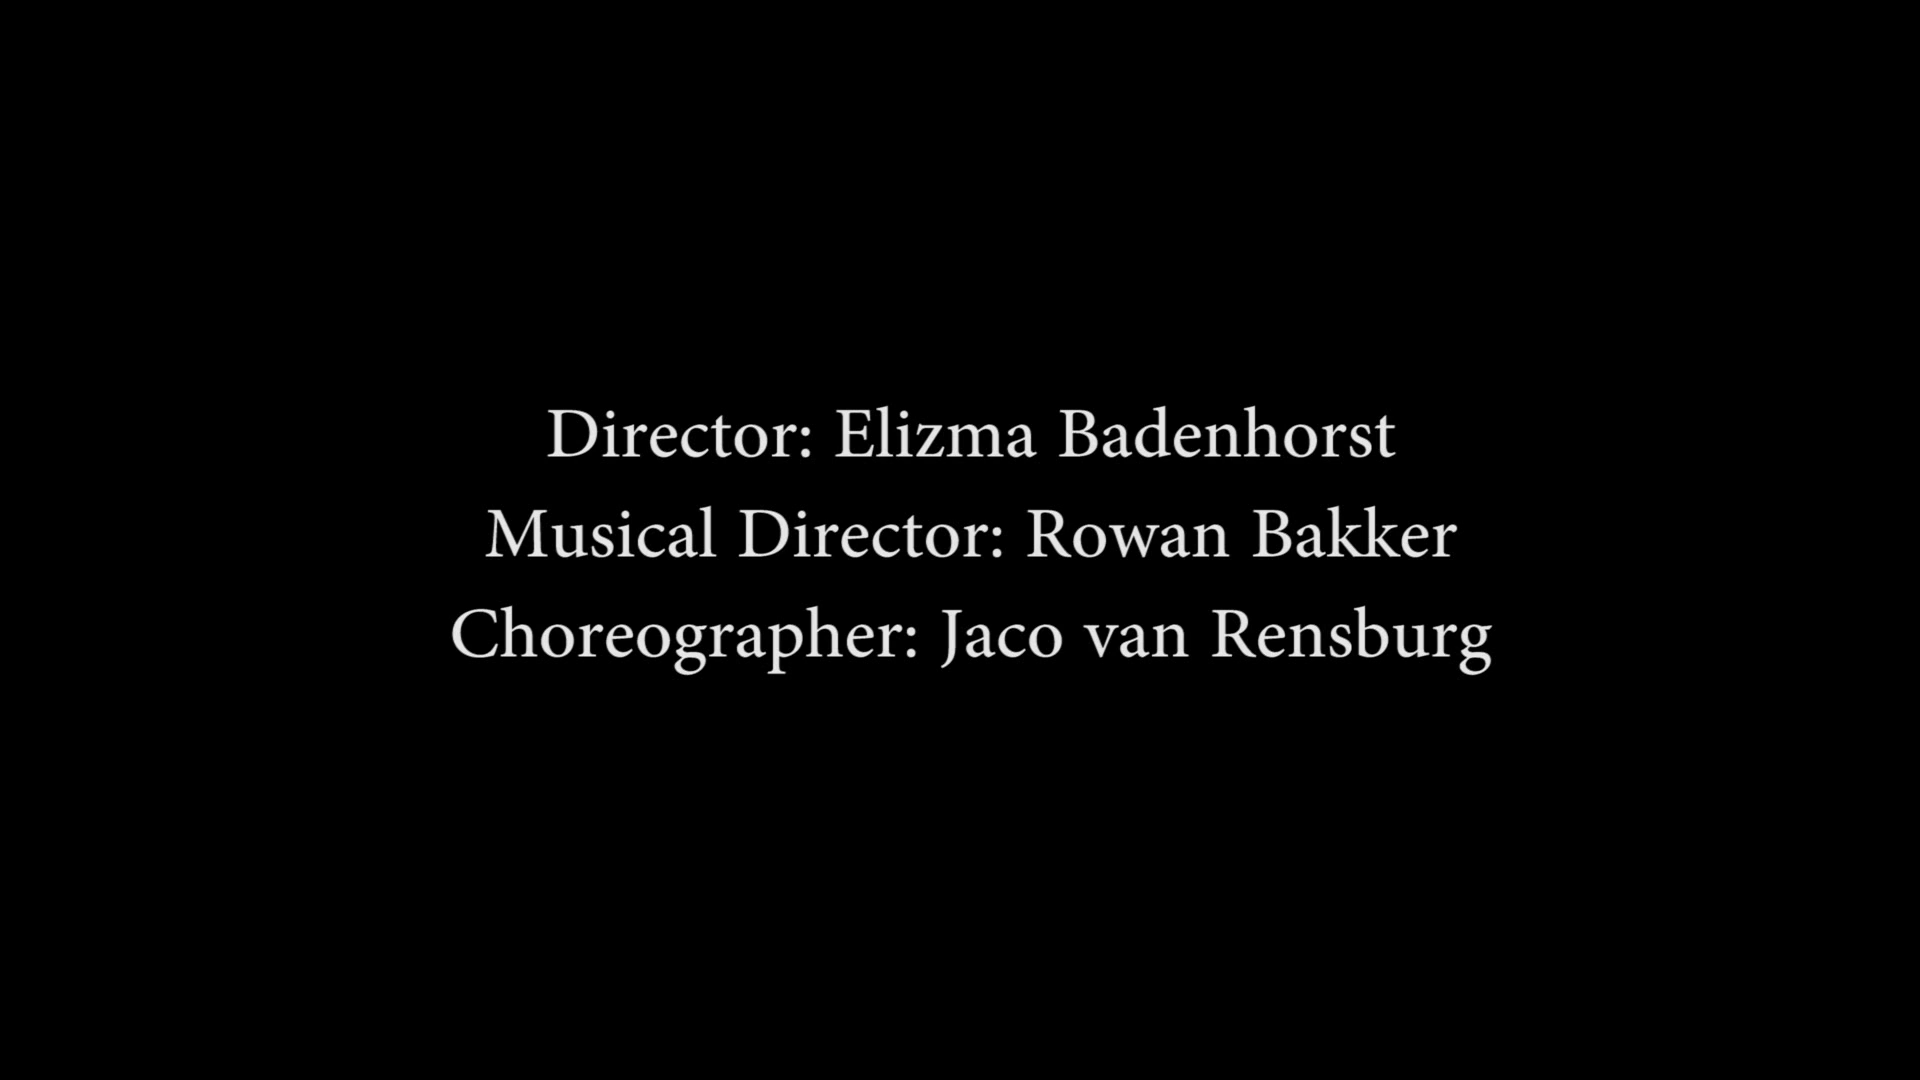 Director: Elizma Badenhorst
Musical Director: Rowan Bakker
Choreographer: Jaco van Rensburg